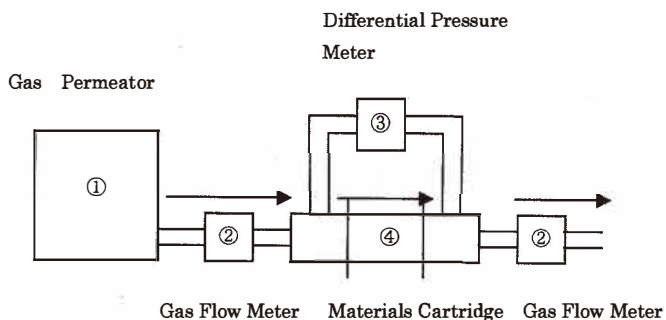 Differential Pressure
Meter
Gas Permeator
③
①
②
④
②
Gas Flow Meter Materials Cartridge Gas Flow Meter